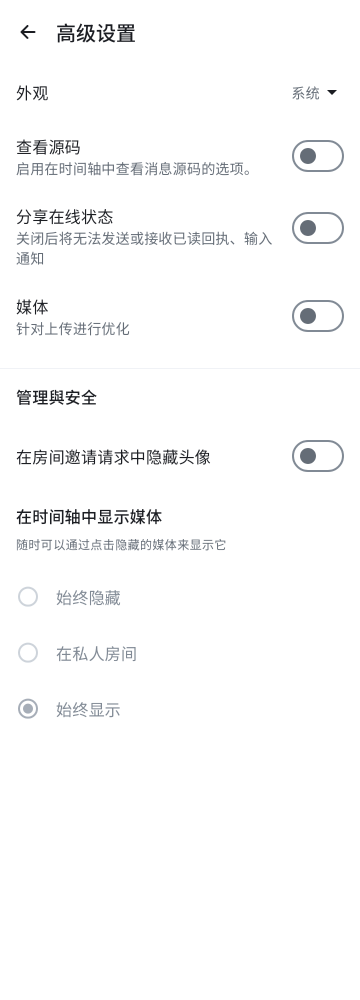 高级设置
外观
系统
查看源码
启用在时间轴中查看消息源码的选项。
分享在线状态
关闭后将无法发送或接收已读回执、输入
通知
媒体
针对上传进行优化
管理與安全
在房间邀请请求中隐藏头像
在时间轴中显示媒体
随时可以通过点击隐藏的媒体来显示它
始终隐藏
在私人房间
始终显示